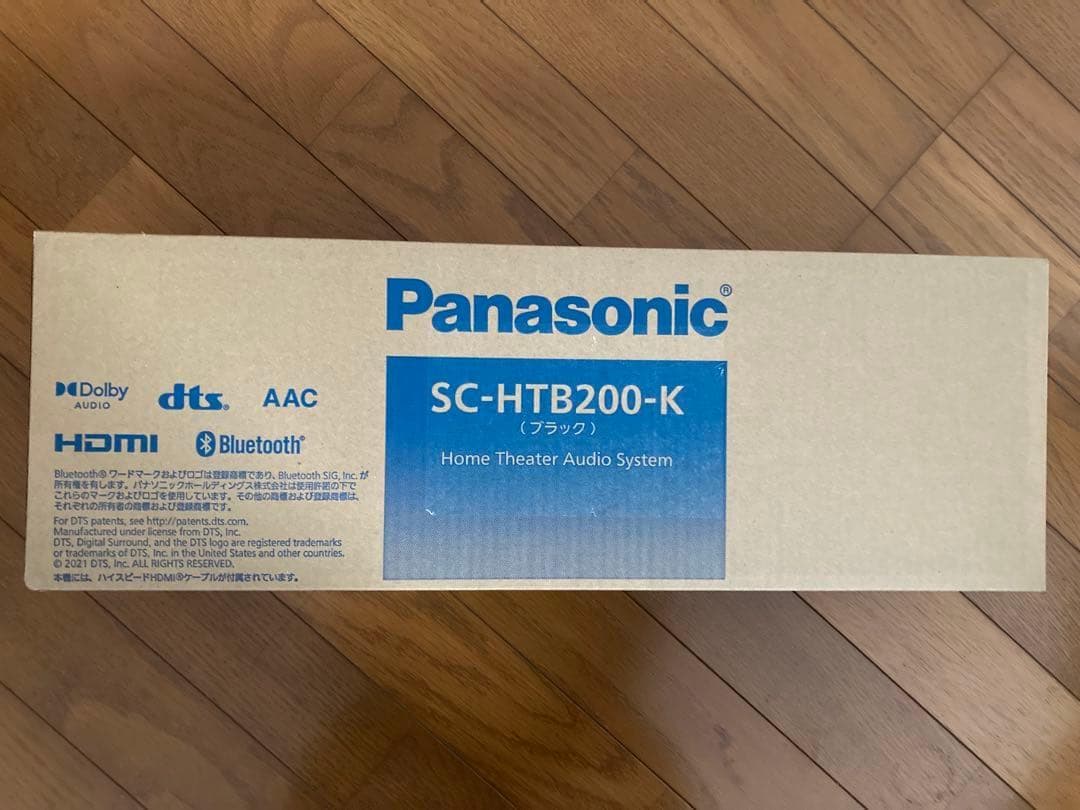 Panasonic®
SC-HTB200-K
(ブラック)
Home Theater Audio System
Dolby
AUDIO
dts®
AAC
HDMI
Bluetooth®
Bluetooth® ワードマークおよびロゴは登録商標であり、Bluetooth SIG, Inc. が
所有権を有します。パナソニックホールディングス株式会社は使用許諾の下で
これらのマークおよびロゴを使用しています。その他の商標および登録商標は、
それぞれの所有者の商標および登録商標です。
For DTS patents, see http://patents.dts.com.
Manufactured under license from DTS, Inc.
DTS, Digital Surround, and the DTS logo are registered trademarks
or trademarks of DTS, Inc. in the United States and other countries.
© 2021 DTS, Inc. ALL RIGHTS RESERVED.
本機には、ハイスピードHDMI®ケーブルが付属されています。